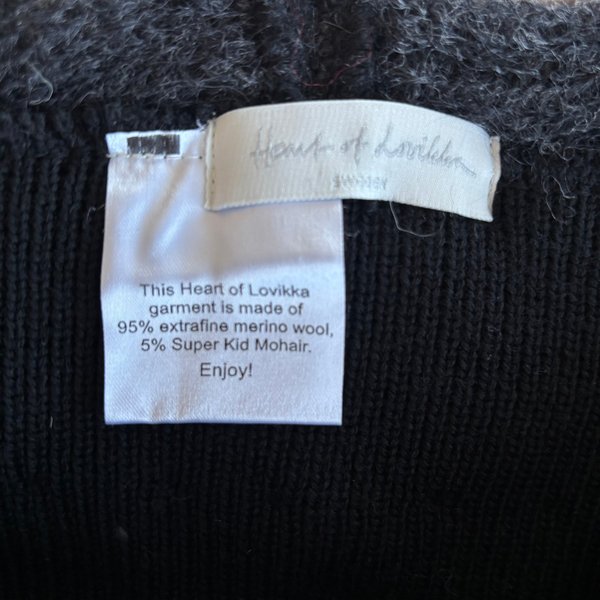 Heart of Lovikka
SWEDEN
This Heart of Lovikka
garment is made of
95% extrafine merino wool,
5% Super Kid Mohair.
Enjoy!